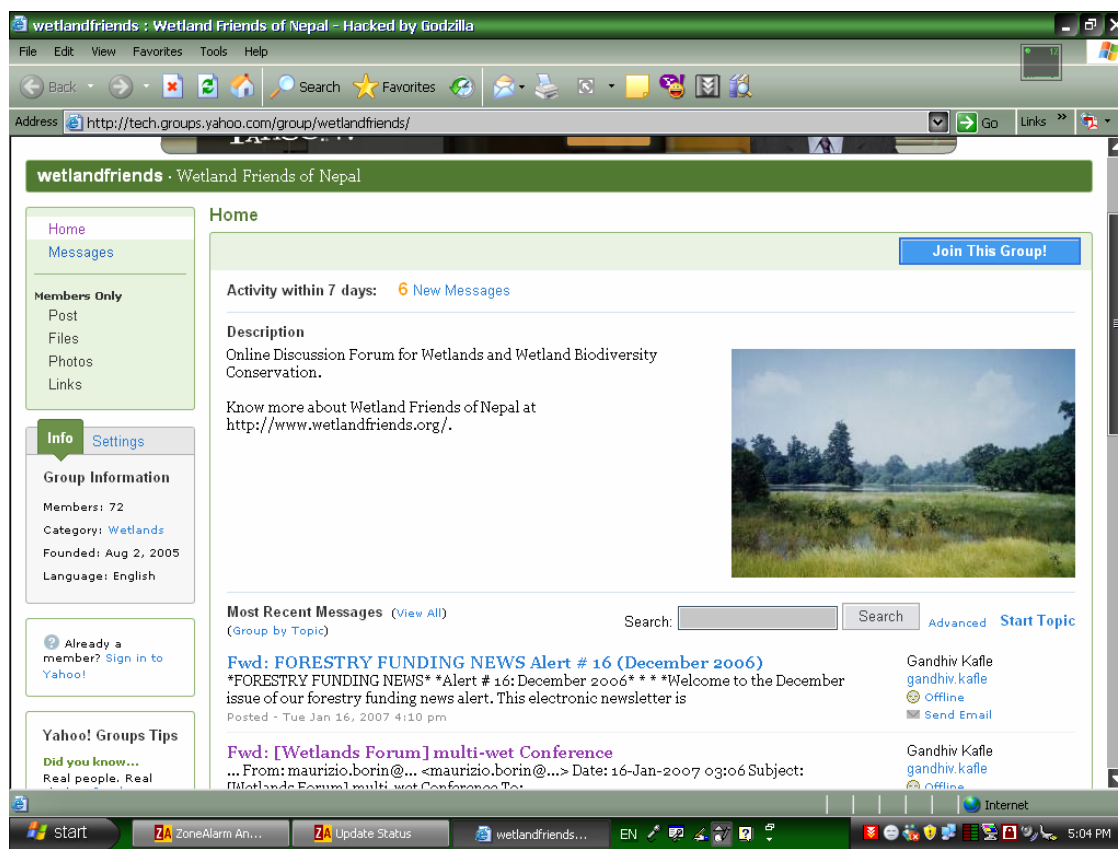 wetlandfriends : Wetland Friends of Nepal - Hacked by Godzilla
File Edit View Favorites Tools Help
12
Back Search Favorites
Address http://tech.groups.yahoo.com/group/wetlandfriends/ Go Links »
wetlandfriends · Wetland Friends of Nepal
Home
Messages
Members Only
Post
Files
Photos
Links
Info Settings
Group Information
Members: 72
Category: Wetlands
Founded: Aug 2, 2005
Language: English
Already a
member? Sign in to
Yahoo!
Yahoo! Groups Tips
Did you know...
Real people. Real
Home
Join This Group!
Activity within 7 days: 6 New Messages
Description
Online Discussion Forum for Wetlands and Wetland Biodiversity
Conservation.
Know more about Wetland Friends of Nepal at
http://www.wetlandfriends.org/.
Most Recent Messages (View All)
(Group by Topic)
Search: Search Advanced Start Topic
Fwd: FORESTRY FUNDING NEWS Alert # 16 (December 2006)
*FORESTRY FUNDING NEWS* *Alert # 16: December 2006* * * *Welcome to the December
issue of our forestry funding news alert. This electronic newsletter is
Posted - Tue Jan 16, 2007 4:10 pm
Gandhiv Kafle
gandhiv.kafle
Offline
Send Email
Fwd: [Wetlands Forum] multi-wet Conference
... From: maurizio.borin@... <maurizio.borin@...> Date: 16-Jan-2007 03:06 Subject:
[Wetlands Forum] multi-wet Conference To:
Gandhiv Kafle
gandhiv.kafle
Offline
Internet
start ZA ZoneAlarm An... ZA Update Status wetlandfriends... EN 5:04 PM